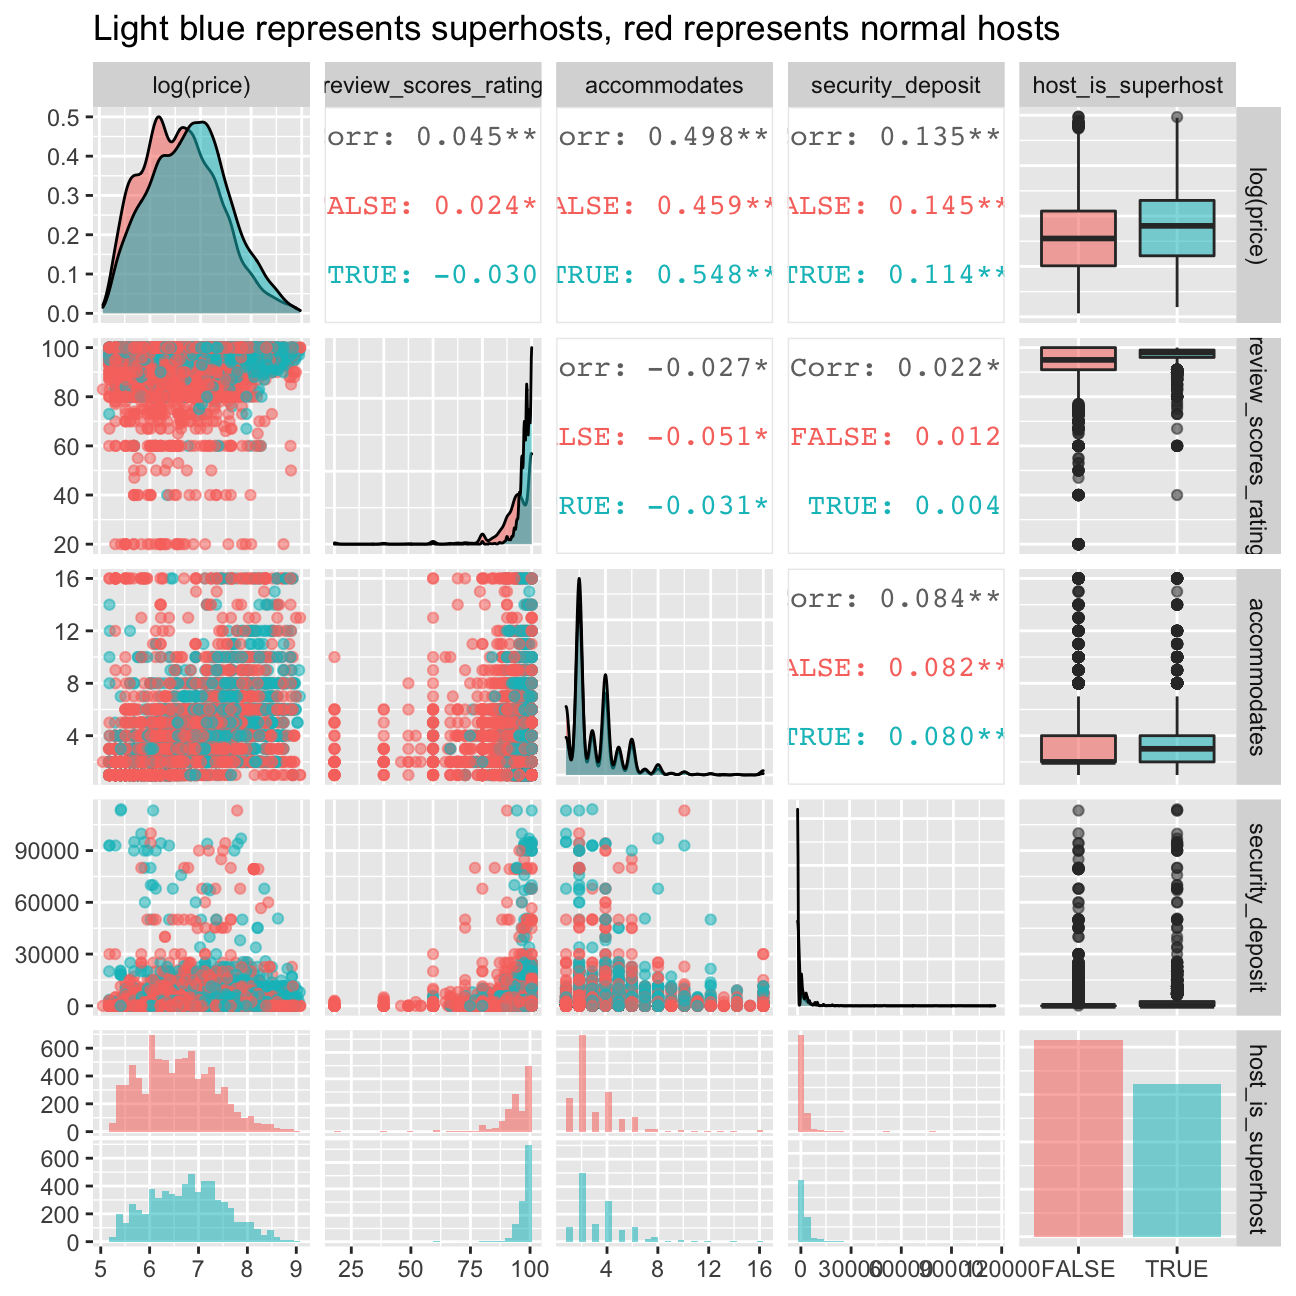 Light blue represents superhosts, red represents normal hosts
log(price)
review_scores_rating
accommodates
security_deposit
host_is_superhost
0.5
0.4
0.3
0.2
0.1
0.0
orr: 0.045**
ALSE: 0.024*
TRUE: -0.030
orr: 0.498**
ALSE: 0.459**
TRUE: 0.548**
orr: 0.135**
ALSE: 0.145**
TRUE: 0.114**
log(price)
100
80
60
40
20
orr: -0.027*
LSE: -0.051*
RUE: -0.031*
Corr: 0.022*
FALSE: 0.012
TRUE: 0.004
review_scores_rating
16
12
8
4
orr: 0.084**
ALSE: 0.082**
TRUE: 0.080**
accommodates
90000
60000
30000
0
security_deposit
600
400
200
0
600
400
200
0
host_is_superhost
5 6 7 8 9
25 50 75 100
4 8 12 16
0 30000 60000 90000 120000
FALSE TRUE